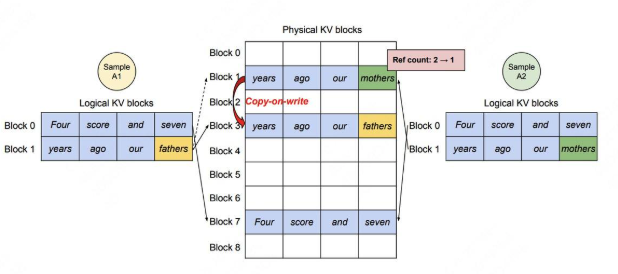 Physical KV blocks
Sample
A1
Sample
A2
Ref count: 2 → 1
Logical KV blocks
Logical KV blocks
Block 0
Block 1 years ago our mothers
Block 2 Copy-on-write
Block 3 years ago our fathers
Block 4
Block 5
Block 6
Block 7 Four score and seven
Block 8
Block 0 Four score and seven
Block 1 years ago our fathers
Block 0 Four score and seven
Block 1 years ago our mothers